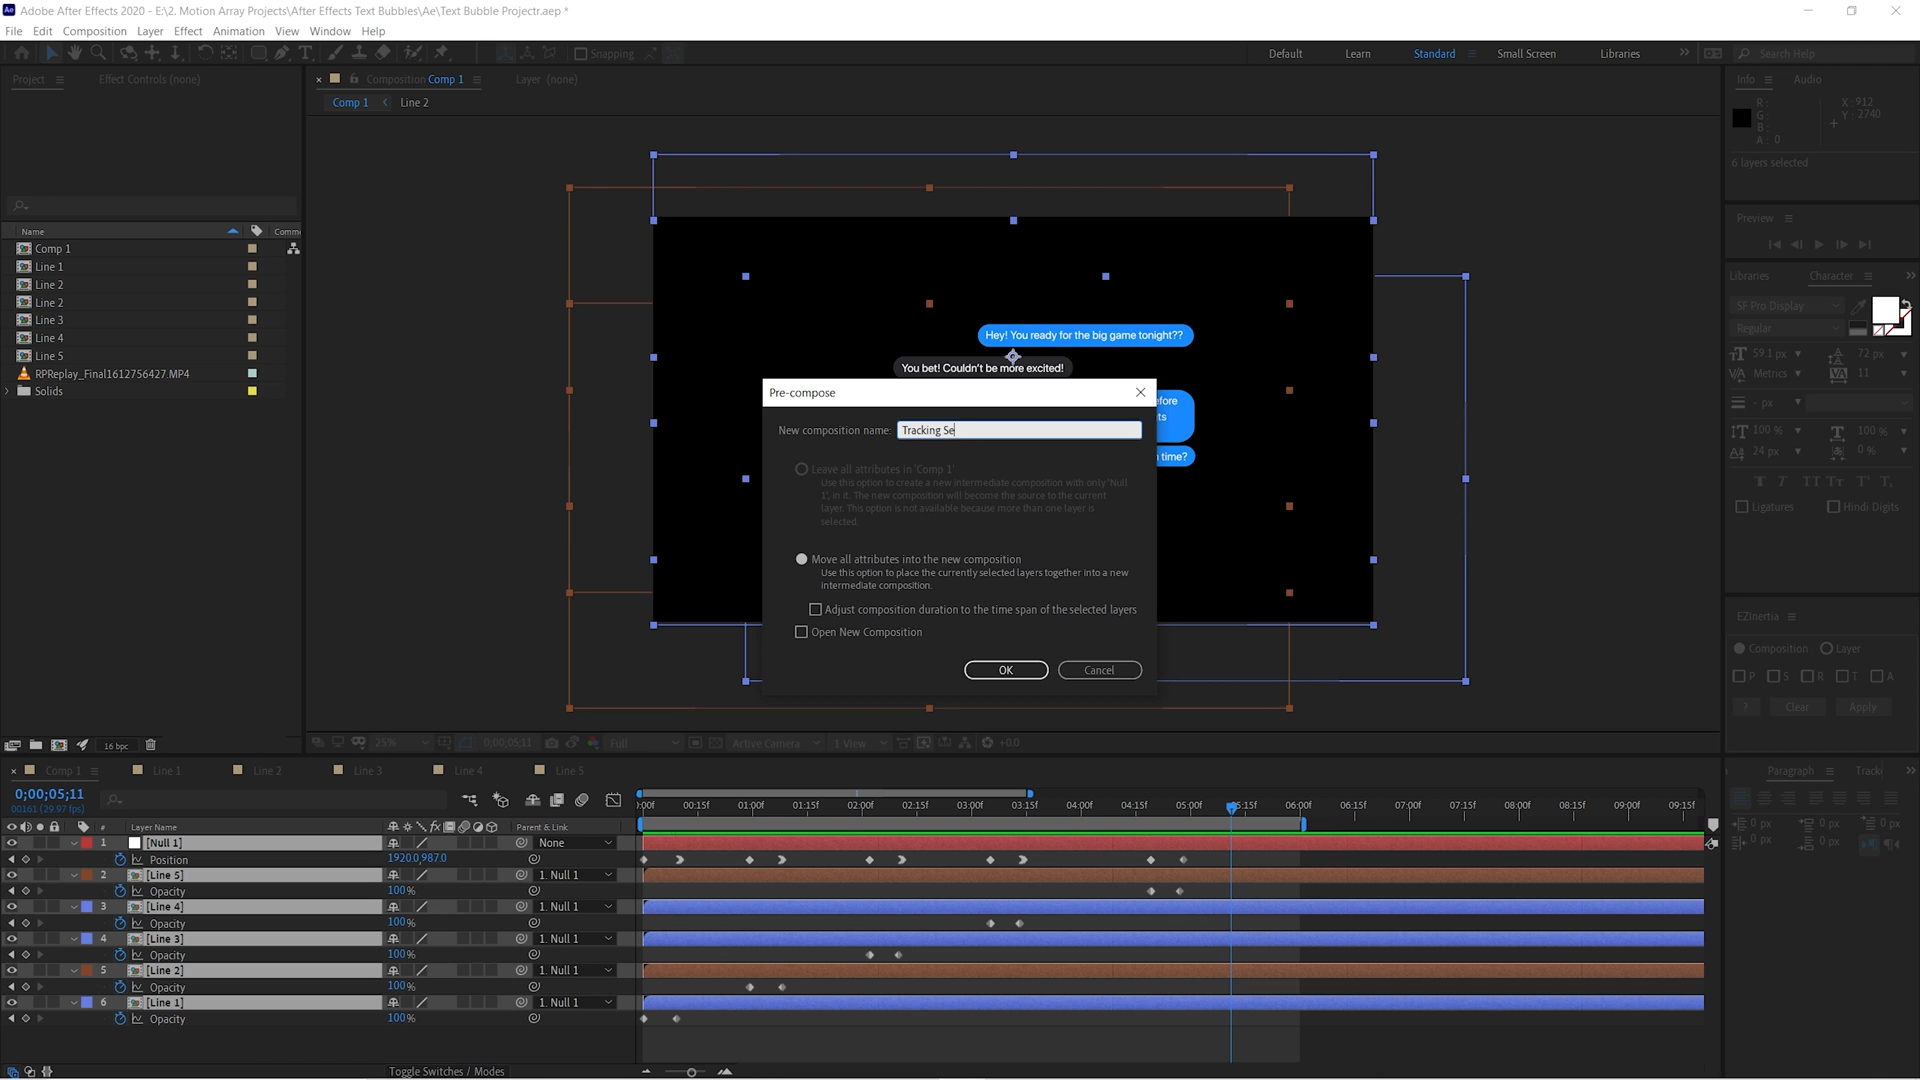 Adobe After Effects 2020 - E:\2. Motion Array Projects\After Effects Text Bubbles\Ae\Text Bubble Projectr.aep *
File Edit Composition Layer Effect Animation View Window Help
Snapping
Default Learn Standard Small Screen Libraries Search Help
Project Effect Controls (none)
Composition Comp 1 Layer (none)
Comp 1 Line 2
Info Audio
R: X: 912
G: Y: 2740
B:
A: 0
6 layers selected
Preview
Libraries Character
SF Pro Display
Regular
59.1 px 72 px
Metrics 11
- px
100 % 100 %
24 px 0 %
Ligatures Hindi Digits
EZInertia
Composition Layer
P S R T A
? Clear Apply
Name Comme
Comp 1
Line 1
Line 2
Line 2
Line 3
Line 4
Line 5
RPReplay_Final1612756427.MP4
Solids
16 bpc
Hey! You ready for the big game tonight??
You bet! Couldn't be more excited!
efore
ts
time?
Pre-compose
New composition name: Tracking Se
Leave all attributes in 'Comp 1'
Use this option to create a new intermediate composition with only 'Null
1', in it. The new composition will become the source to the current
layer. This option is not available because more than one layer is
selected.
Move all attributes into the new composition
Use this option to place the currently selected layers together into a new
intermediate composition.
Adjust composition duration to the time span of the selected layers
Open New Composition
OK Cancel
25% 0;00;05;11 Full Active Camera 1 View +0.0
Comp 1 Line 1 Line 2 Line 3 Line 4 Line 5
0;00;05;11
00161 (29.97 fps)
:00f 00:15f 01:00f 01:15f 02:00f 02:15f 03:00f 03:15f 04:00f 04:15f 05:00f 05:15f 06:00f 06:15f 07:00f 07:15f 08:00f 08:15f 09:00f 09:15f
# Layer Name Parent & Link
1 [Null 1] None
Position 1920.0,987.0
2 [Line 5] 1. Null 1
Opacity 100%
3 [Line 4] 1. Null 1
Opacity 100%
4 [Line 3] 1. Null 1
Opacity 100%
5 [Line 2] 1. Null 1
Opacity 100%
6 [Line 1] 1. Null 1
Opacity 100%
Toggle Switches / Modes
Paragraph Tracki
0 px 0 px 0 px
0 px 0 px